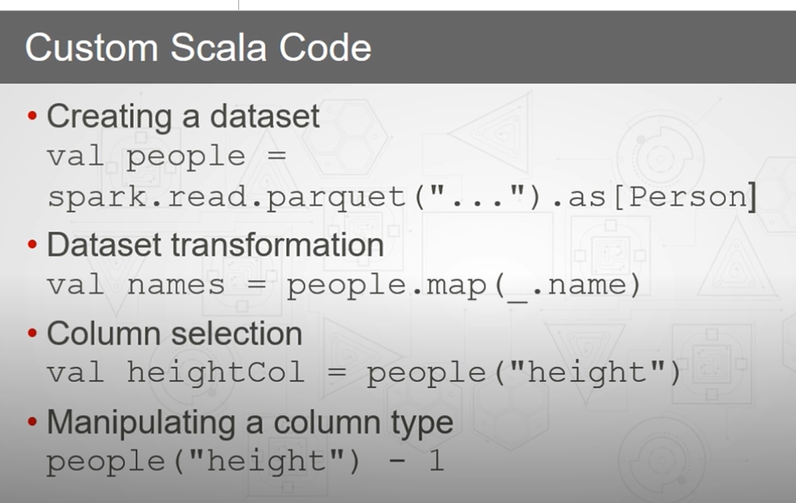 Custom Scala Code
• Creating a dataset
val people =
spark.read.parquet("...").as[Person]
• Dataset transformation
val names = people.map(_.name)
• Column selection
val heightCol = people("height")
• Manipulating a column type
people("height") - 1